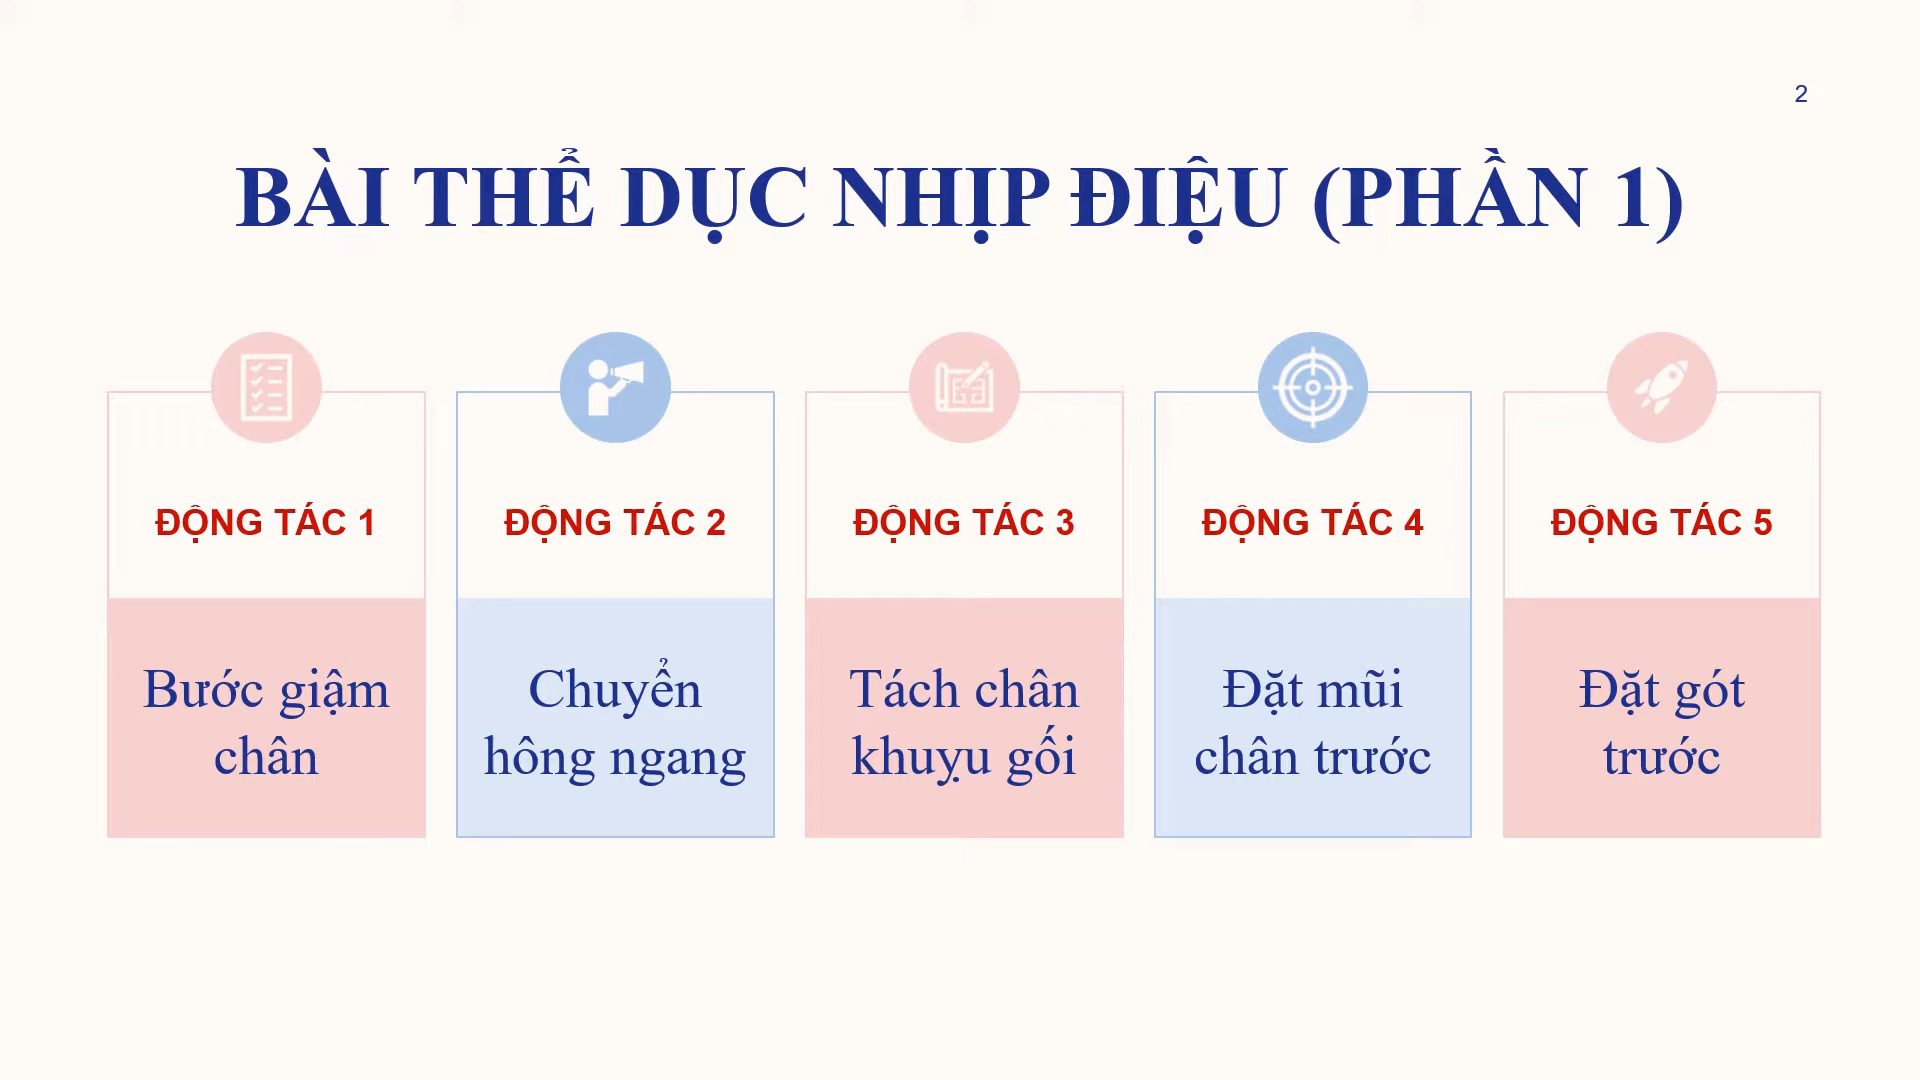 2
BÀI THỂ DỤC NHỊP ĐIỆU (PHẦN 1)
ĐỘNG TÁC 1
Bước giậm
chân
ĐỘNG TÁC 2
Chuyển
hông ngang
ĐỘNG TÁC 3
Tách chân
khuỵu gối
ĐỘNG TÁC 4
Đặt mũi
chân trước
ĐỘNG TÁC 5
Đặt gót
trước